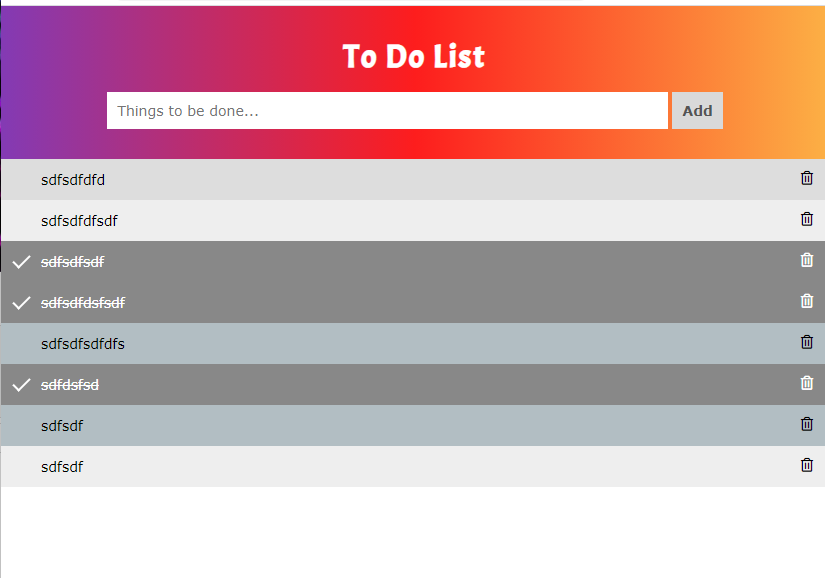 To Do List
Things to be done...
Add
sdfsdfdfd
sdfsdfdfsdf
sdfsdfsdf
sdfsdfdsfsdf
sdfsdfsdfdfs
sdfdsfsd
sdfsdf
sdfsdf